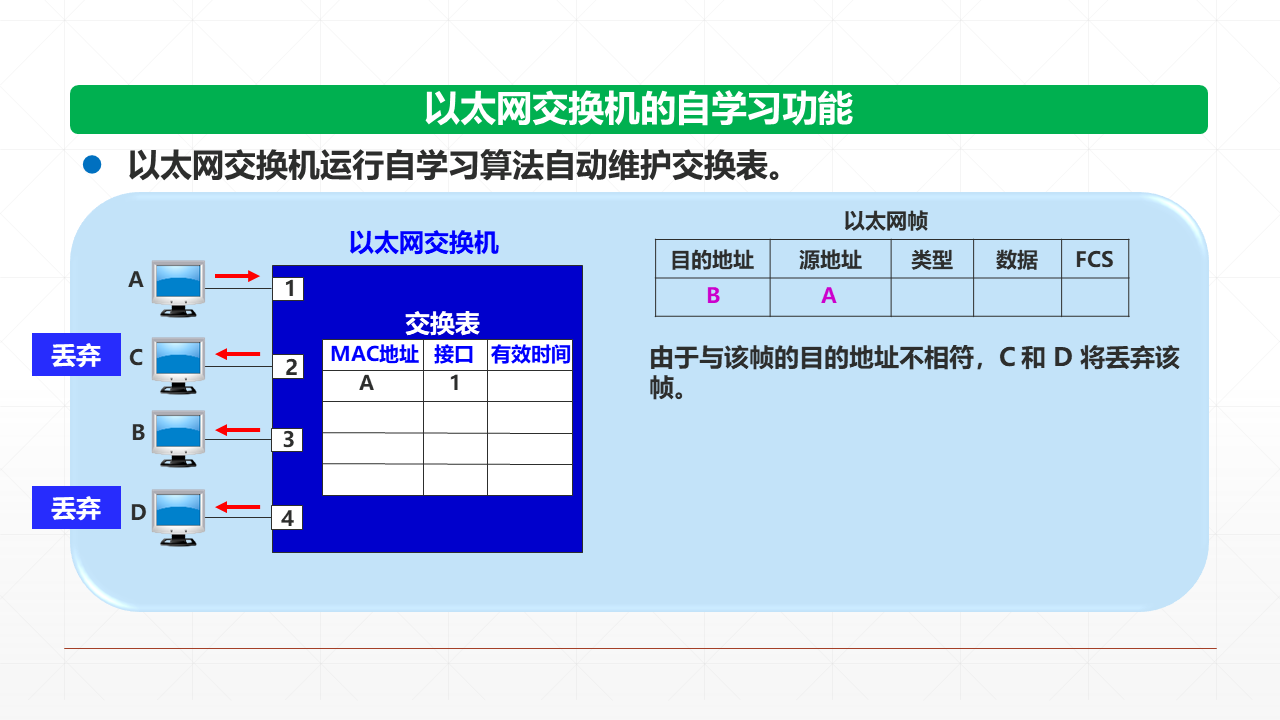 以太网交换机的自学习功能
以太网交换机运行自学习算法自动维护交换表。
以太网交换机
A
1
丢弃
C
2
B
3
丢弃
D
4
交换表
MAC地址 接口 有效时间
A 1
以太网帧
目的地址 源地址 类型 数据 FCS
B A
由于与该帧的目的地址不相符，C 和 D 将丢弃该
帧。